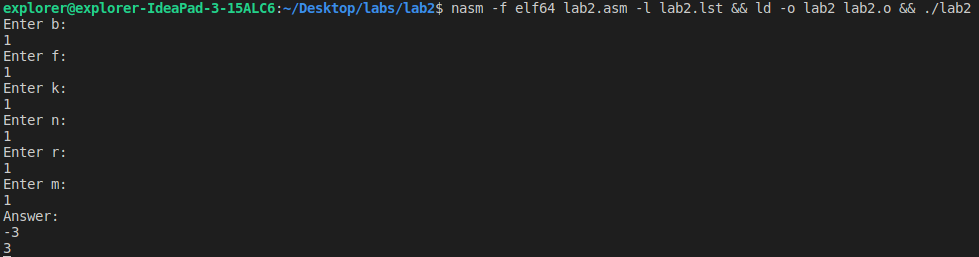 explorer@explorer-IdeaPad-3-15ALC6:~/Desktop/labs/lab2$ nasm -f elf64 lab2.asm -l lab2.lst && ld -o lab2 lab2.o && ./lab2
Enter b:
1
Enter f:
1
Enter k:
1
Enter n:
1
Enter r:
1
Enter m:
1
Answer:
-3
3